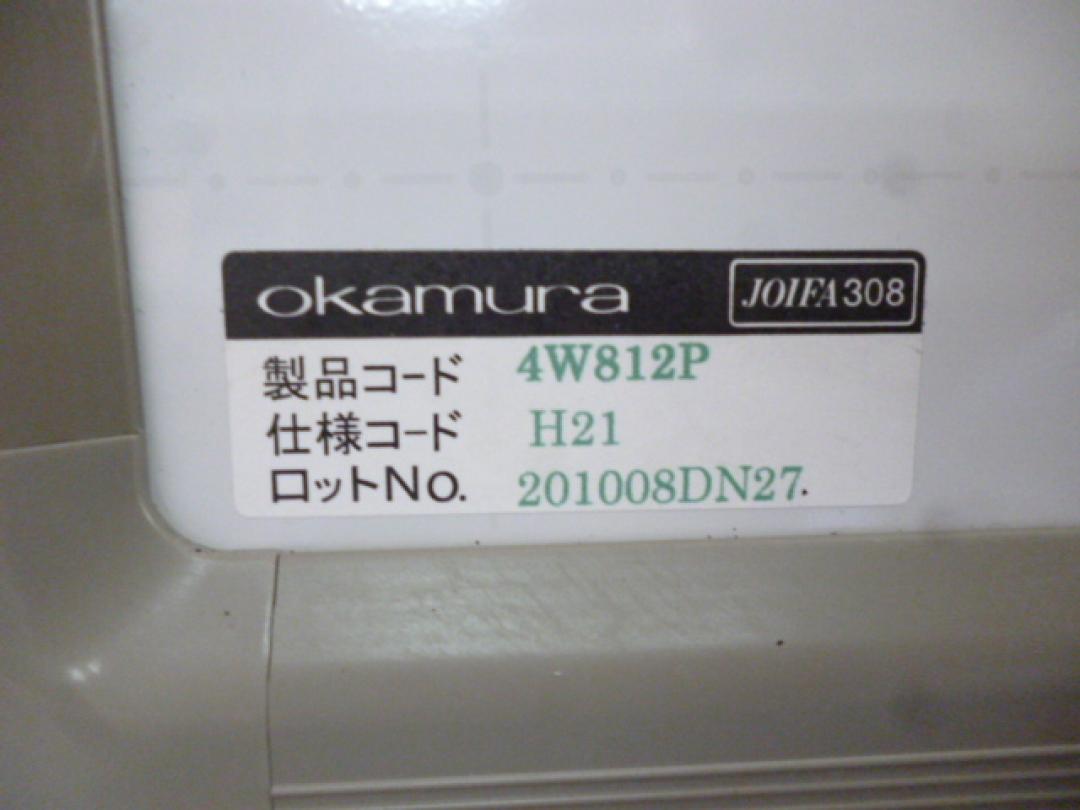 okamura JOIFA308
製品コード 4W812P
仕様コード H21
ロットNo. 201008DN27.